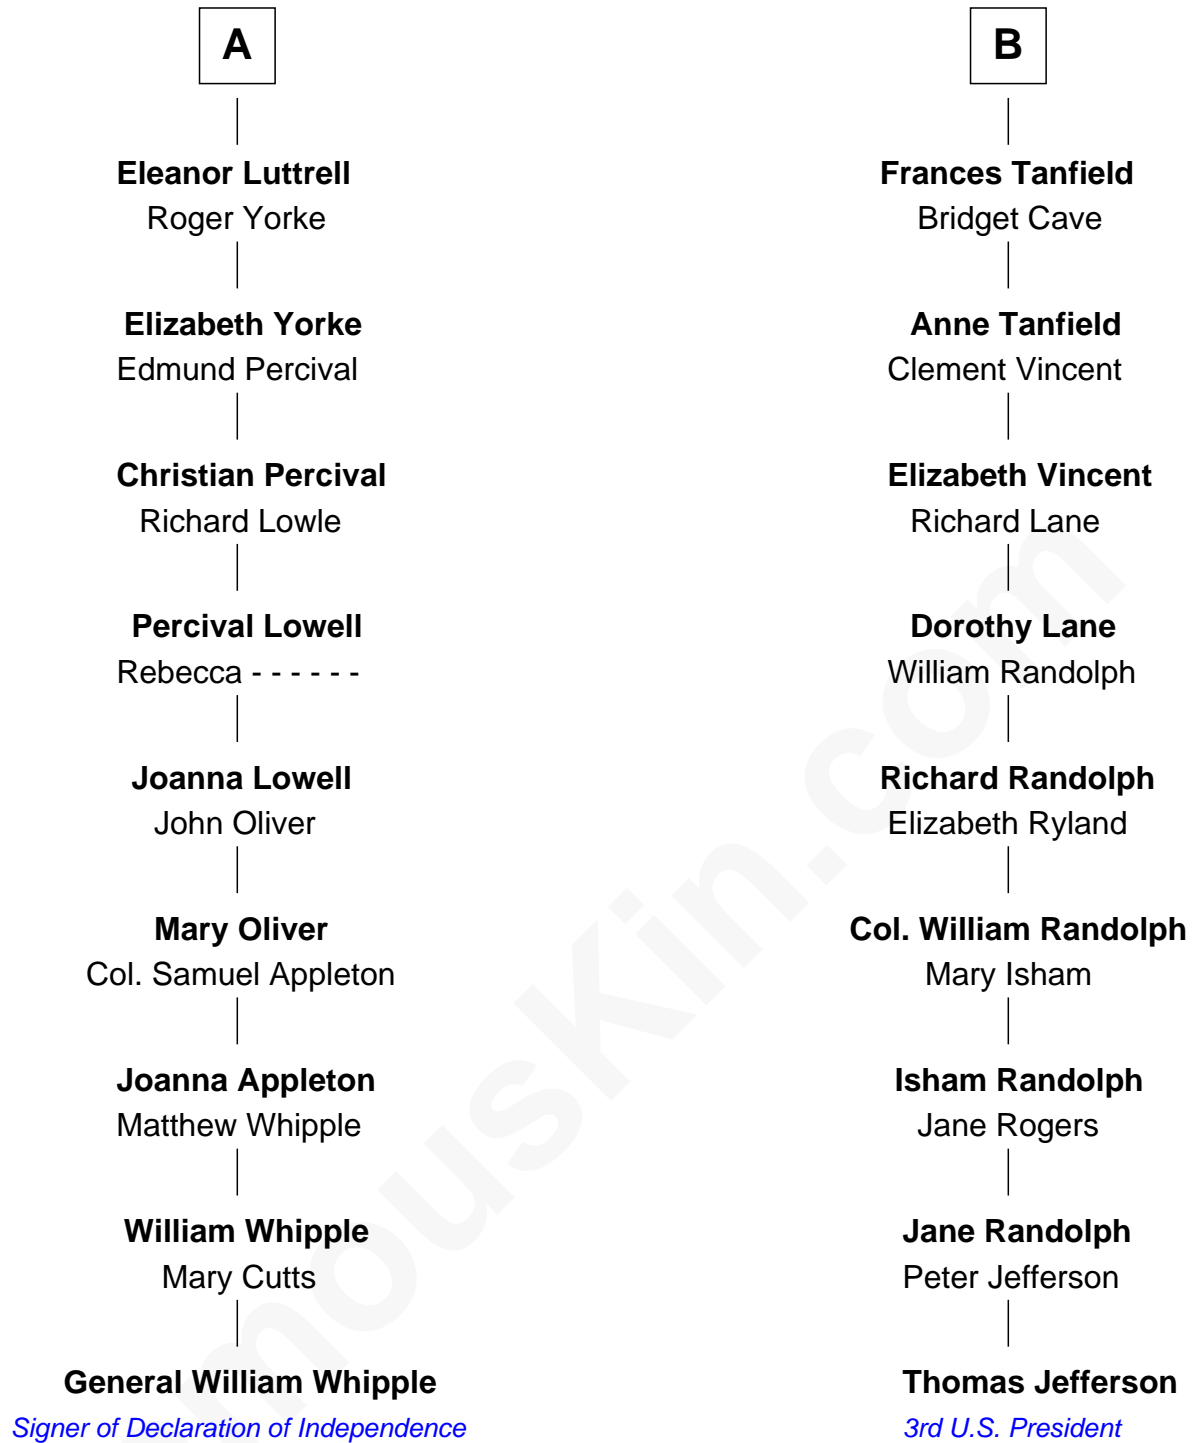 A
Eleanor Luttrell
Roger Yorke
Elizabeth Yorke
Edmund Percival
Christian Percival
Richard Lowle
Percival Lowell
Rebecca - - - - - -
Joanna Lowell
John Oliver
Mary Oliver
Col. Samuel Appleton
Joanna Appleton
Matthew Whipple
William Whipple
Mary Cutts
General William Whipple
Signer of Declaration of Independence
B
Frances Tanfield
Bridget Cave
Anne Tanfield
Clement Vincent
Elizabeth Vincent
Richard Lane
Dorothy Lane
William Randolph
Richard Randolph
Elizabeth Ryland
Col. William Randolph
Mary Isham
Isham Randolph
Jane Rogers
Jane Randolph
Peter Jefferson
Thomas Jefferson
3rd U.S. President
mousKin.com